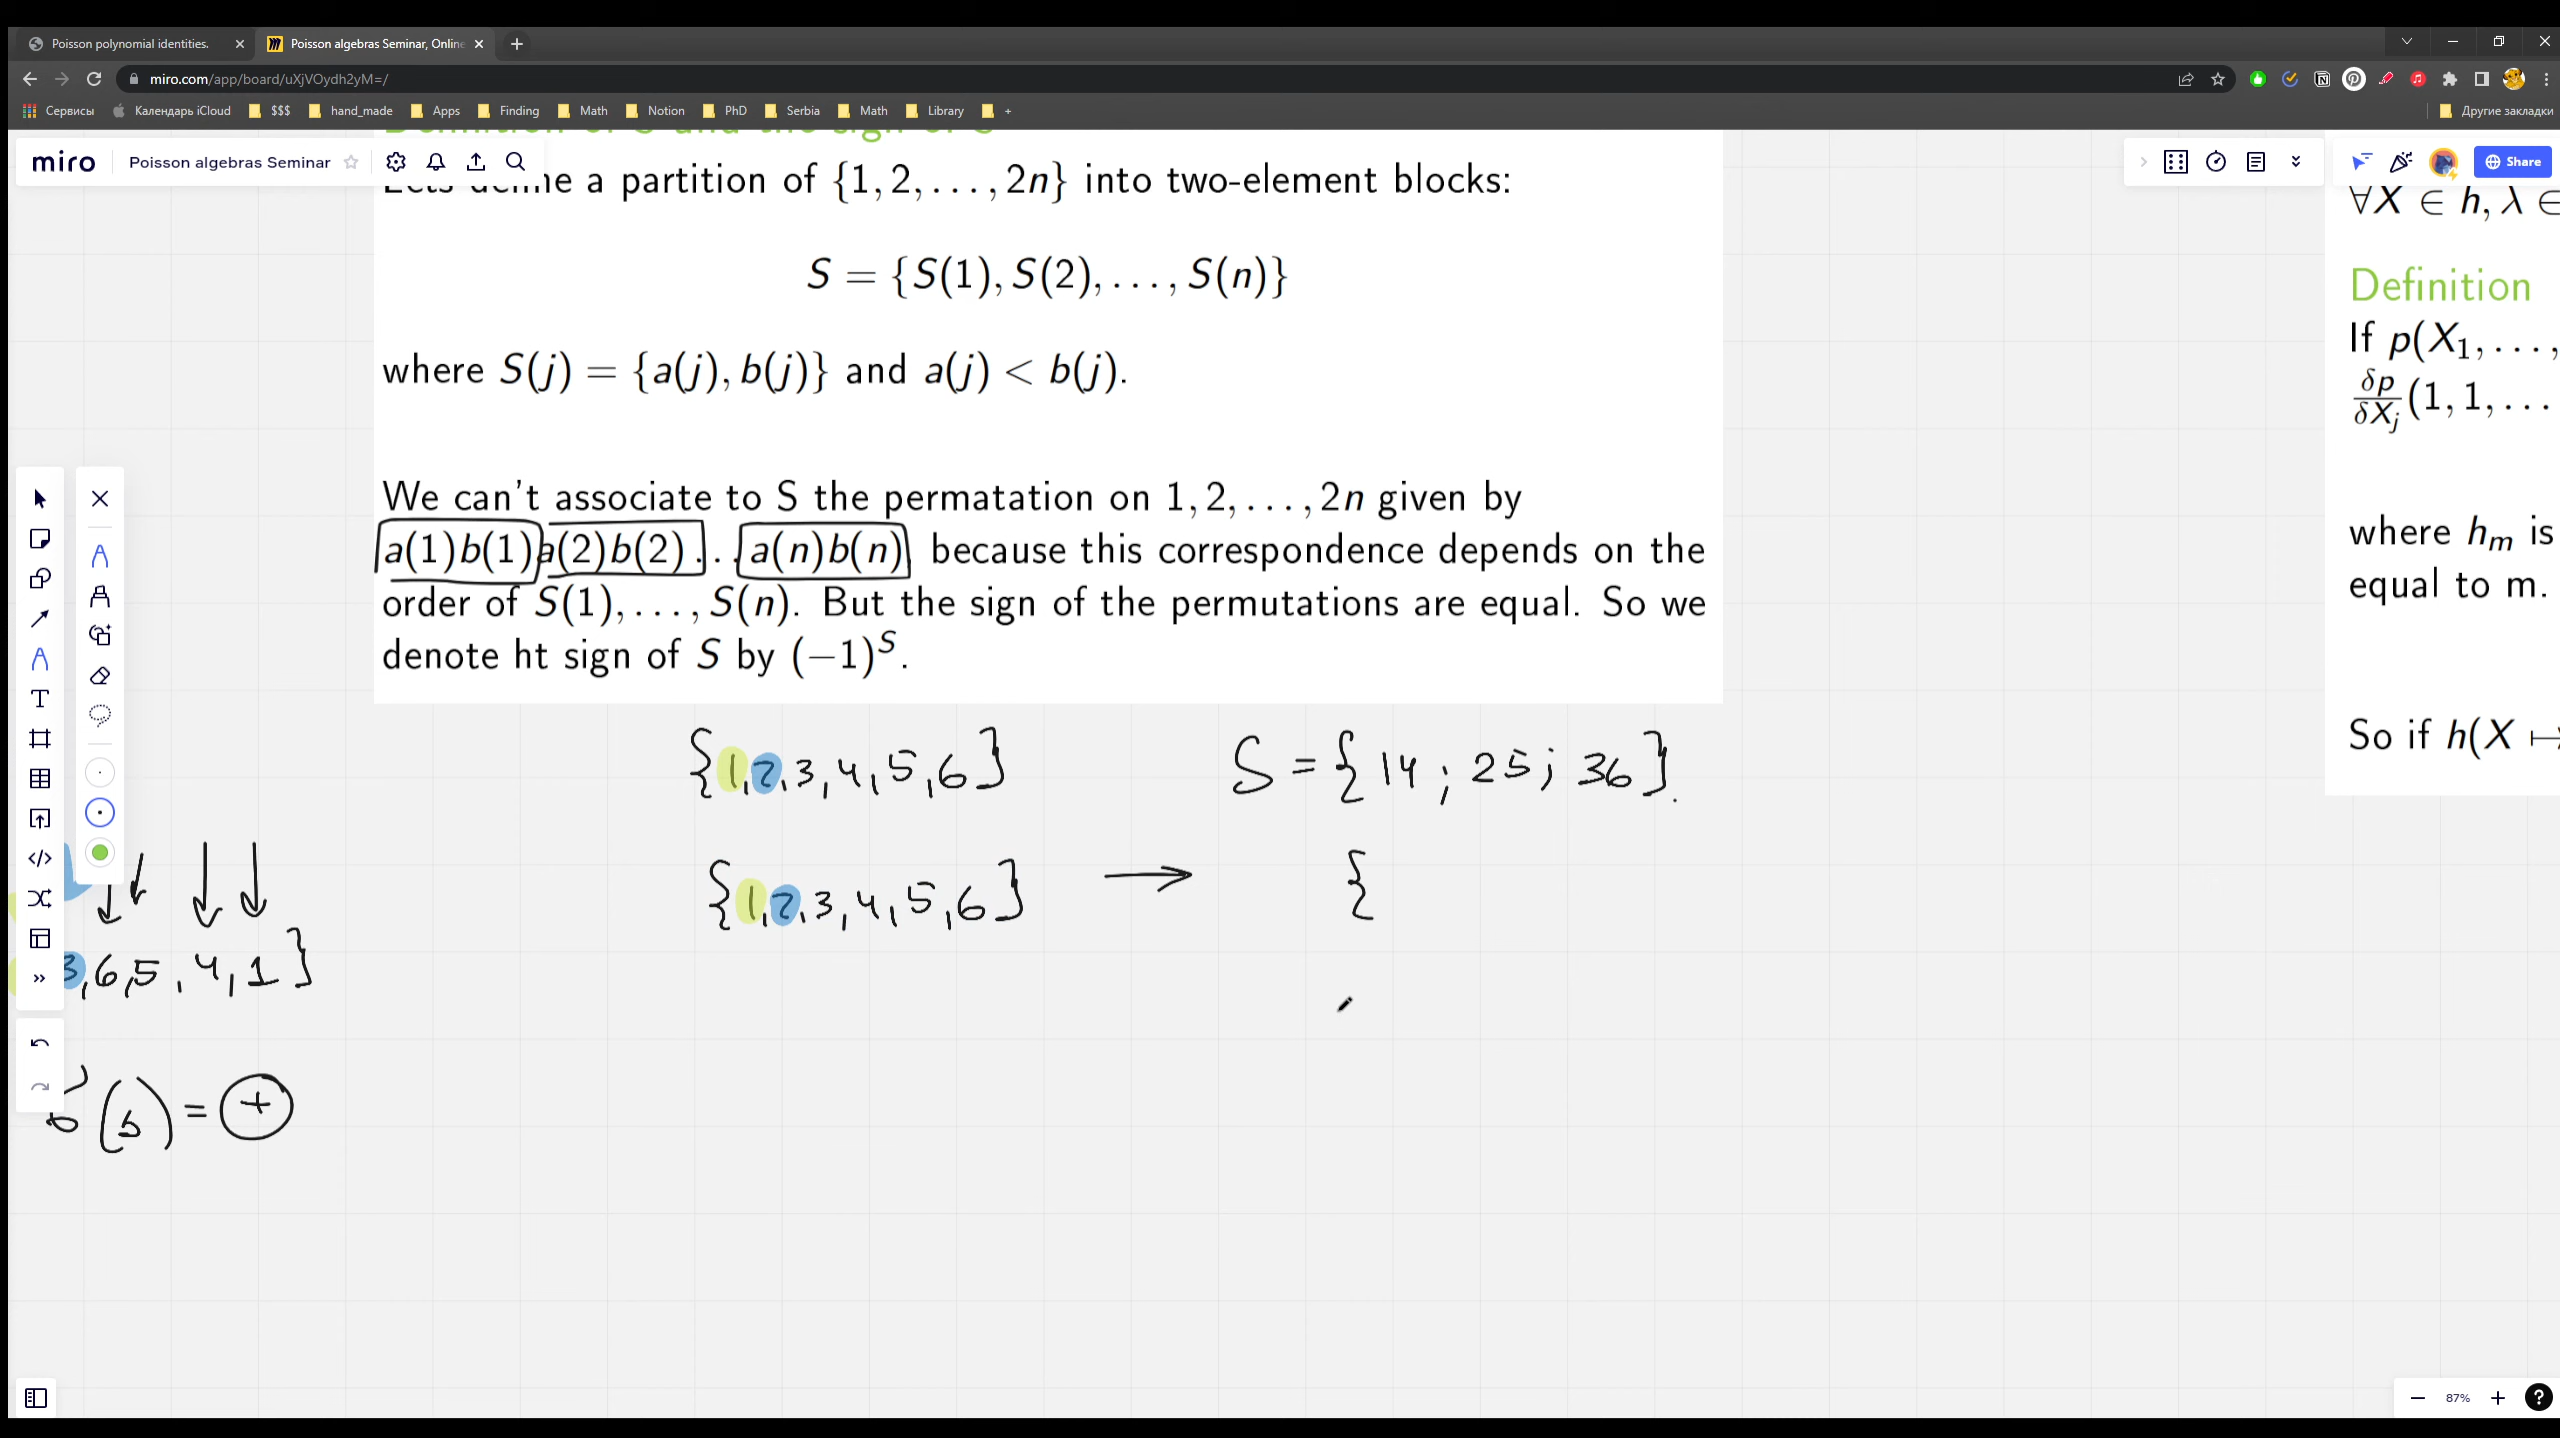 Poisson polynomial identities.
Poisson algebras Seminar, Online
miro.com/app/board/uXjVOydh2yM=/
Сервисы Календарь iCloud $$$ hand_made Apps Finding Math Notion PhD Serbia Math Library + Другие закладки
miro Poisson algebras Seminar
Share
Lets define a partition of {1, 2, . . . , 2n} into two-element blocks:
S = {S(1), S(2), . . . , S(n)}
where S(j) = {a(j), b(j)} and a(j) < b(j).
We can't associate to S the permatation on 1, 2, . . . , 2n given by
a(1)b(1)a(2)b(2) . . . a(n)b(n) because this correspondence depends on the
order of S(1), . . . , S(n). But the sign of the permutations are equal. So we
denote ht sign of S by (−1)^S.
{1,2,3,4,5,6}
S = {14 ; 25 ; 36}.
{1,2,3,4,5,6} → {
3,6,5,4,1}
(s) = +
∀X ∈ h, λ ∈
Definition
If p(X₁, . . . ,
δp/δXⱼ (1, 1, . . .
where hₘ is
equal to m.
So if h(X ↦
87%